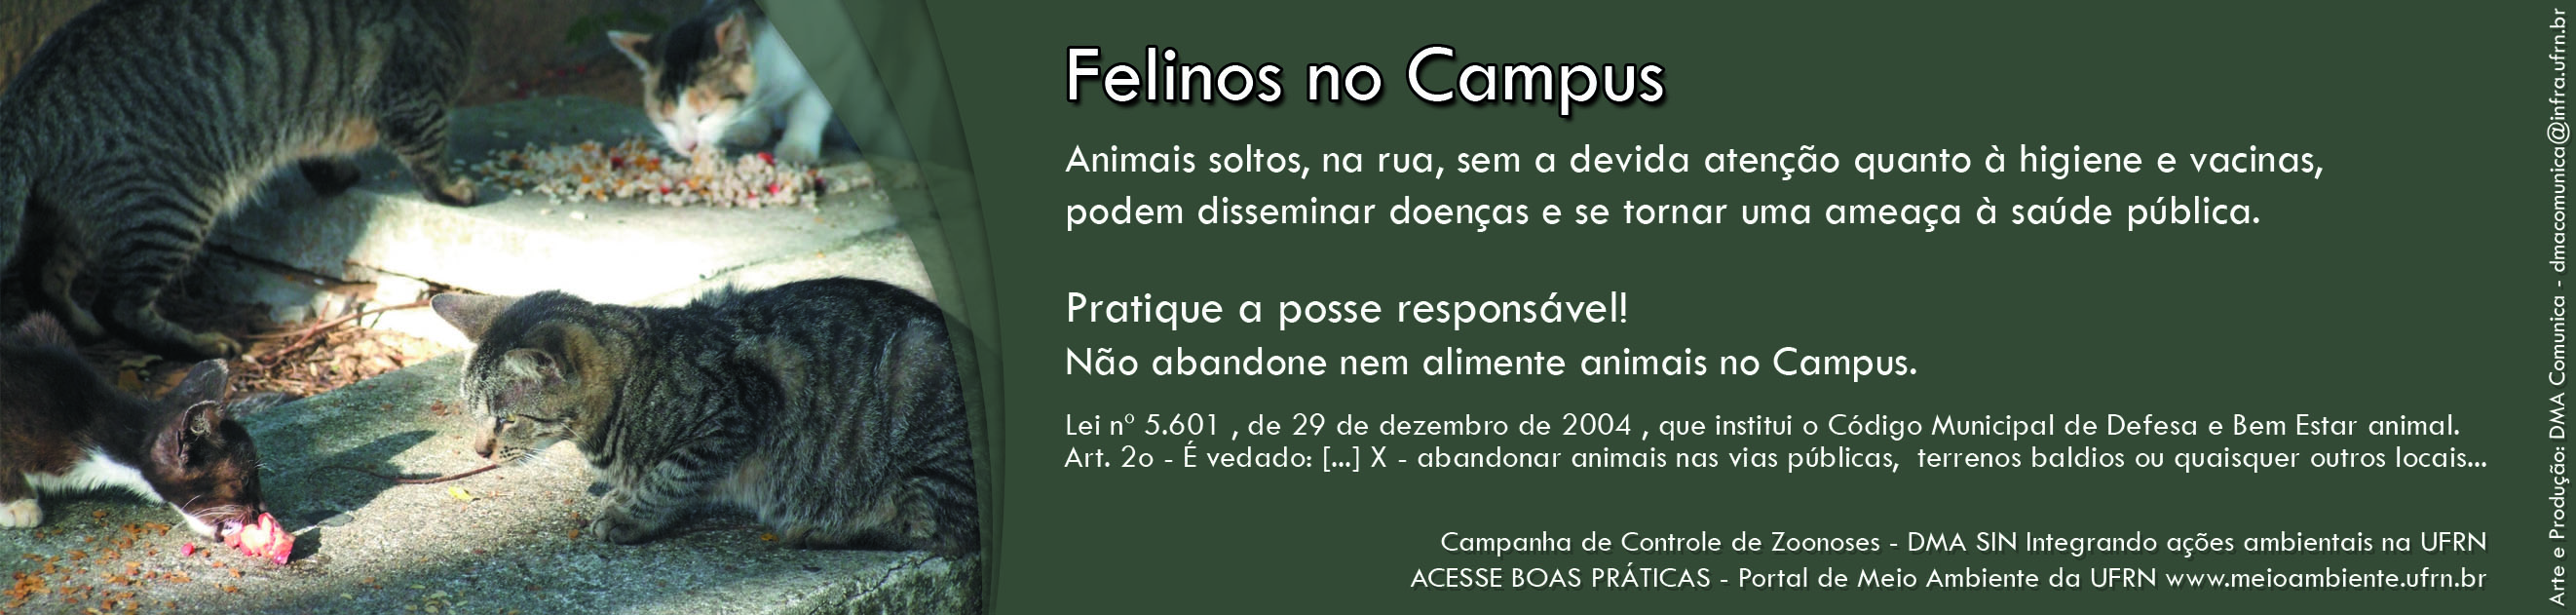 Felinos no Campus
Animais soltos, na rua, sem a devida atenção quanto à higiene e vacinas,
podem disseminar doenças e se tornar uma ameaça à saúde pública.
Pratique a posse responsável!
Não abandone nem alimente animais no Campus.
Lei nº 5.601 , de 29 de dezembro de 2004 , que institui o Código Municipal de Defesa e Bem Estar animal.
Art. 2o - É vedado: [...] X - abandonar animais nas vias públicas,  terrenos baldios ou quaisquer outros locais...
Campanha de Controle de Zoonoses - DMA SIN Integrando ações ambientais na UFRN
ACESSE BOAS PRÁTICAS - Portal de Meio Ambiente da UFRN www.meioambiente.ufrn.br
Arte e Produção: DMA Comunica - dmacomunica@infra.ufrn.br